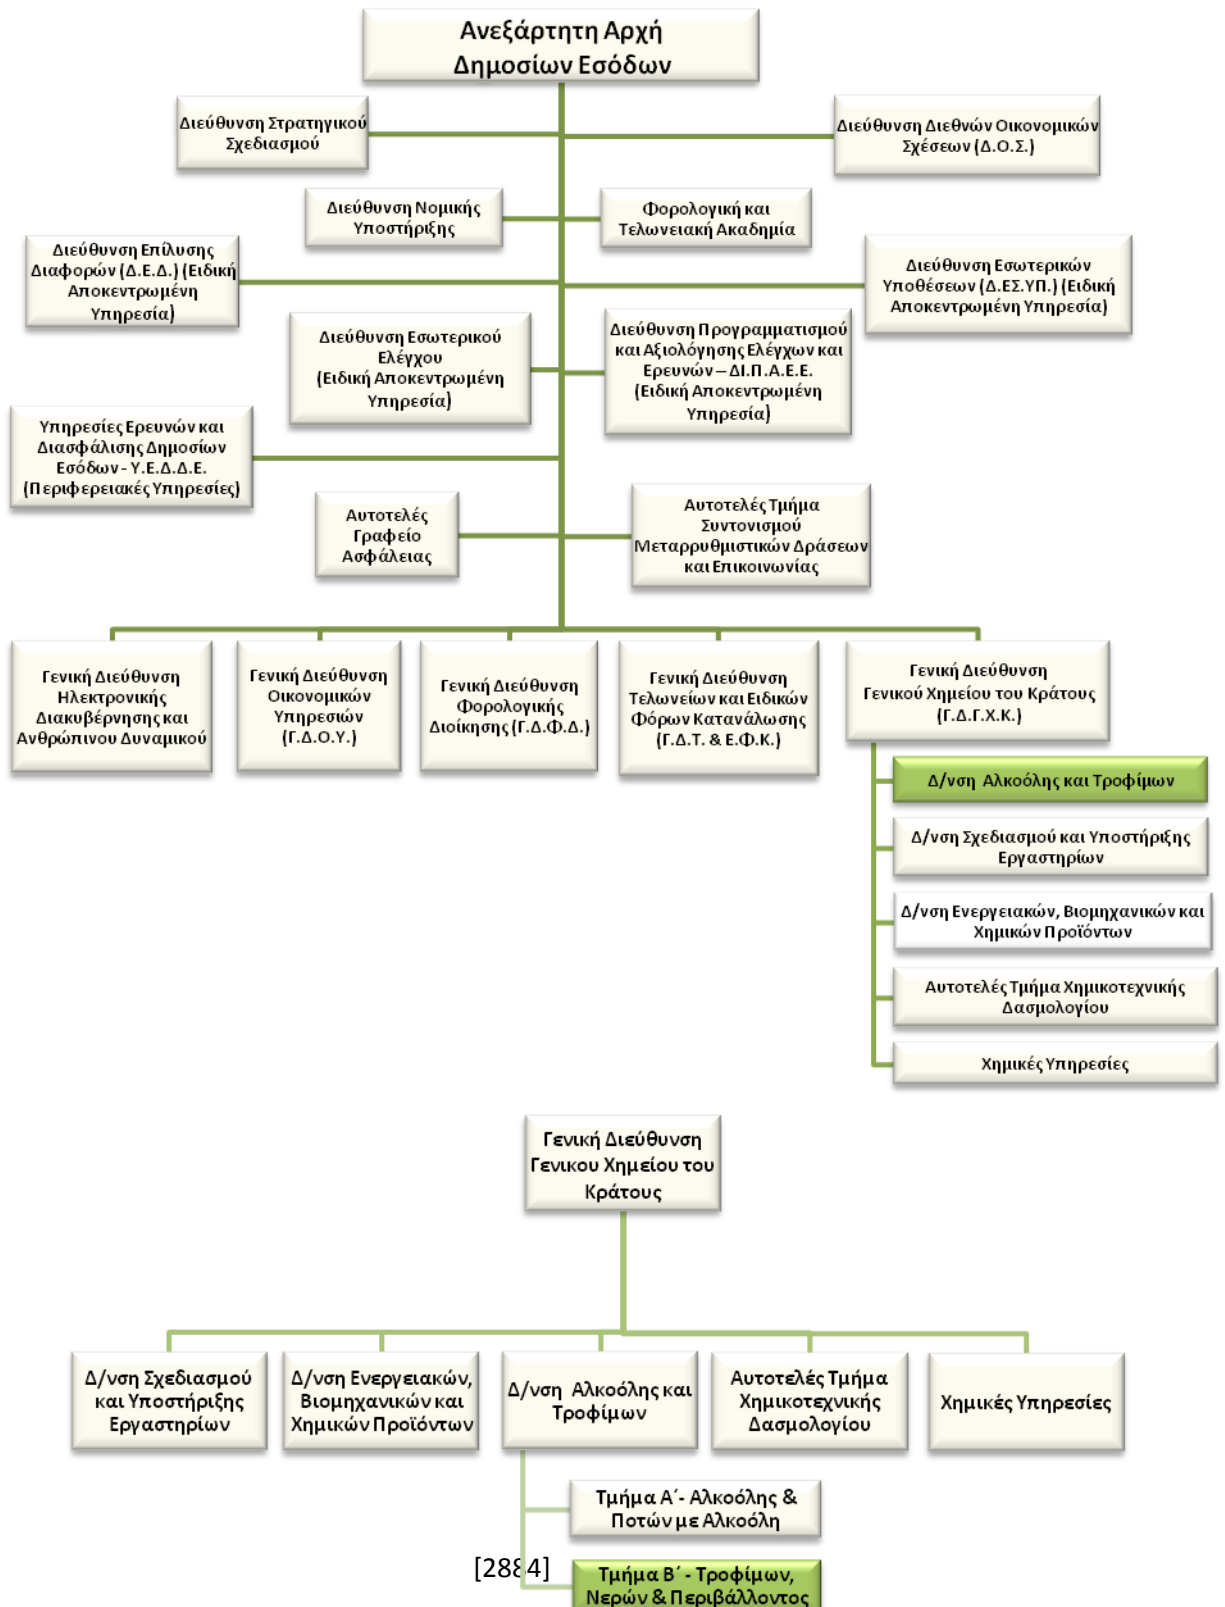 Ανεξάρτητη Αρχή
Δημοσίων Εσόδων
Διεύθυνση Στρατηγικού
Σχεδιασμού
Διεύθυνση Διεθνών Οικονομικών
Σχέσεων (Δ.Ο.Σ.)
Διεύθυνση Νομικής
Υποστήριξης
Φορολογική και
Τελωνειακή Ακαδημία
Διεύθυνση Επίλυσης
Διαφορών (Δ.Ε.Δ.) (Ειδική
Αποκεντρωμένη
Υπηρεσία)
Διεύθυνση Εσωτερικών
Υποθέσεων (Δ.ΕΣ.ΥΠ.) (Ειδική
Αποκεντρωμένη Υπηρεσία)
Διεύθυνση Εσωτερικού
Ελέγχου
(Ειδική Αποκεντρωμένη
Υπηρεσία)
Διεύθυνση Προγραμματισμού
και Αξιολόγησης Ελέγχων και
Ερευνών – ΔΙ.Π.Α.Ε.Ε.
(Ειδική Αποκεντρωμένη
Υπηρεσία)
Υπηρεσίες Ερευνών και
Διασφάλισης Δημοσίων
Εσόδων - Υ.Ε.Δ.Δ.Ε.
(Περιφερειακές Υπηρεσίες)
Αυτοτελές
Γραφείο
Ασφάλειας
Αυτοτελές Τμήμα
Συντονισμού
Μεταρρυθμιστικών Δράσεων
και Επικοινωνίας
Γενική Διεύθυνση
Ηλεκτρονικής
Διακυβέρνησης και
Ανθρώπινου Δυναμικού
Γενική Διεύθυνση
Οικονομικών
Υπηρεσιών
(Γ.Δ.Ο.Υ.)
Γενική Διεύθυνση
Φορολογικής
Διοίκησης (Γ.Δ.Φ.Δ.)
Γενική Διεύθυνση
Τελωνείων και Ειδικών
Φόρων Κατανάλωσης
(Γ.Δ.Τ. & Ε.Φ.Κ.)
Γενική Διεύθυνση
Γενικού Χημείου του Κράτους
(Γ.Δ.Γ.Χ.Κ.)
Δ/νση Αλκοόλης και Τροφίμων
Δ/νση Σχεδιασμού και Υποστήριξης
Εργαστηρίων
Δ/νση Ενεργειακών, Βιομηχανικών και
Χημικών Προϊόντων
Αυτοτελές Τμήμα Χημικοτεχνικής
Δασμολογίου
Χημικές Υπηρεσίες
Γενική Διεύθυνση
Γενικου Χημείου του
Κράτους
Δ/νση Σχεδιασμού
και Υποστήριξης
Εργαστηρίων
Δ/νση Ενεργειακών,
Βιομηχανικών και
Χημικών Προϊόντων
Δ/νση Αλκοόλης και
Τροφίμων
Αυτοτελές Τμήμα
Χημικοτεχνικής
Δασμολογίου
Χημικές Υπηρεσίες
Τμήμα Α΄- Αλκοόλης &
Ποτών με Αλκοόλη
[2884]
Τμήμα Β΄ - Τροφίμων,
Νερών & Περιβάλλοντος